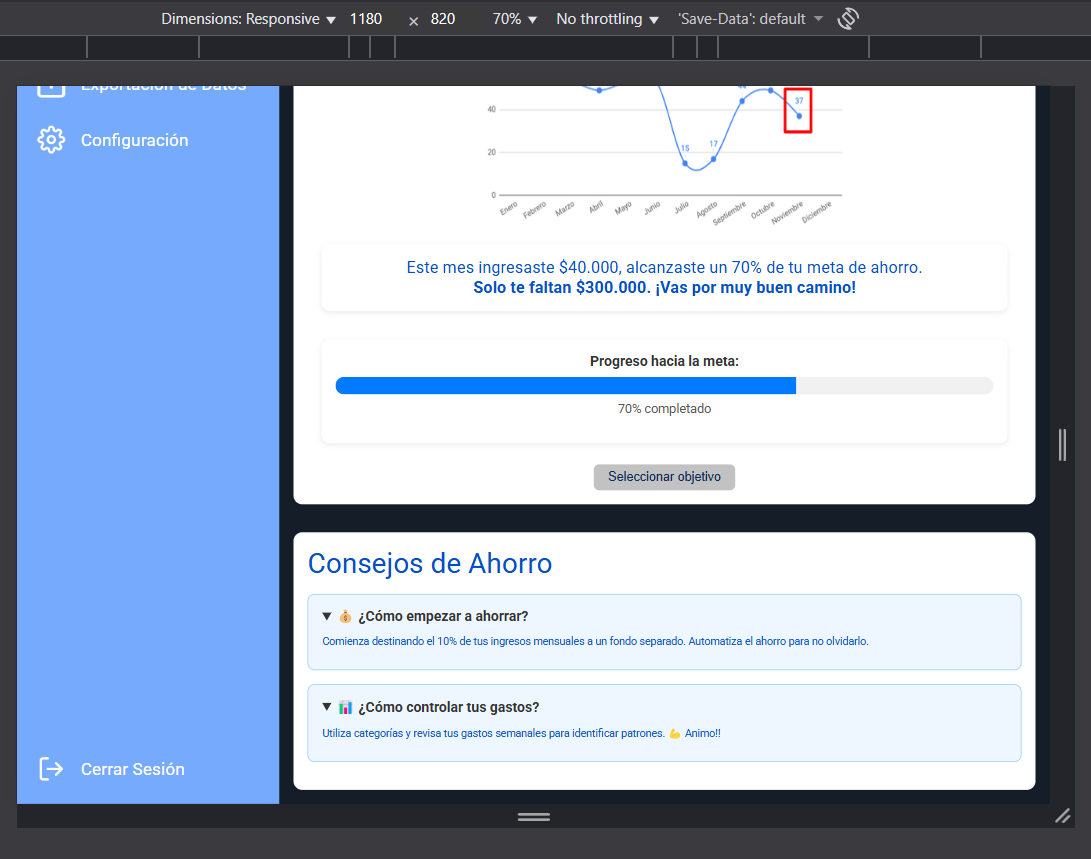 Dimensions: Responsive 1180 × 820 70% No throttling 'Save-Data': default
Exportación de Datos
Configuración
40
37
20
15
17
0
Enero Febrero Marzo Abril Mayo Junio Julio Agosto Septiembre Octubre Noviembre Diciembre
Este mes ingresaste $40.000, alcanzaste un 70% de tu meta de ahorro.
Solo te faltan $300.000. ¡Vas por muy buen camino!
Progreso hacia la meta:
70% completado
Seleccionar objetivo
Consejos de Ahorro
¿Cómo empezar a ahorrar?
Comienza destinando el 10% de tus ingresos mensuales a un fondo separado. Automatiza el ahorro para no olvidarlo.
¿Cómo controlar tus gastos?
Utiliza categorías y revisa tus gastos semanales para identificar patrones. 💪 Animo!!
Cerrar Sesión